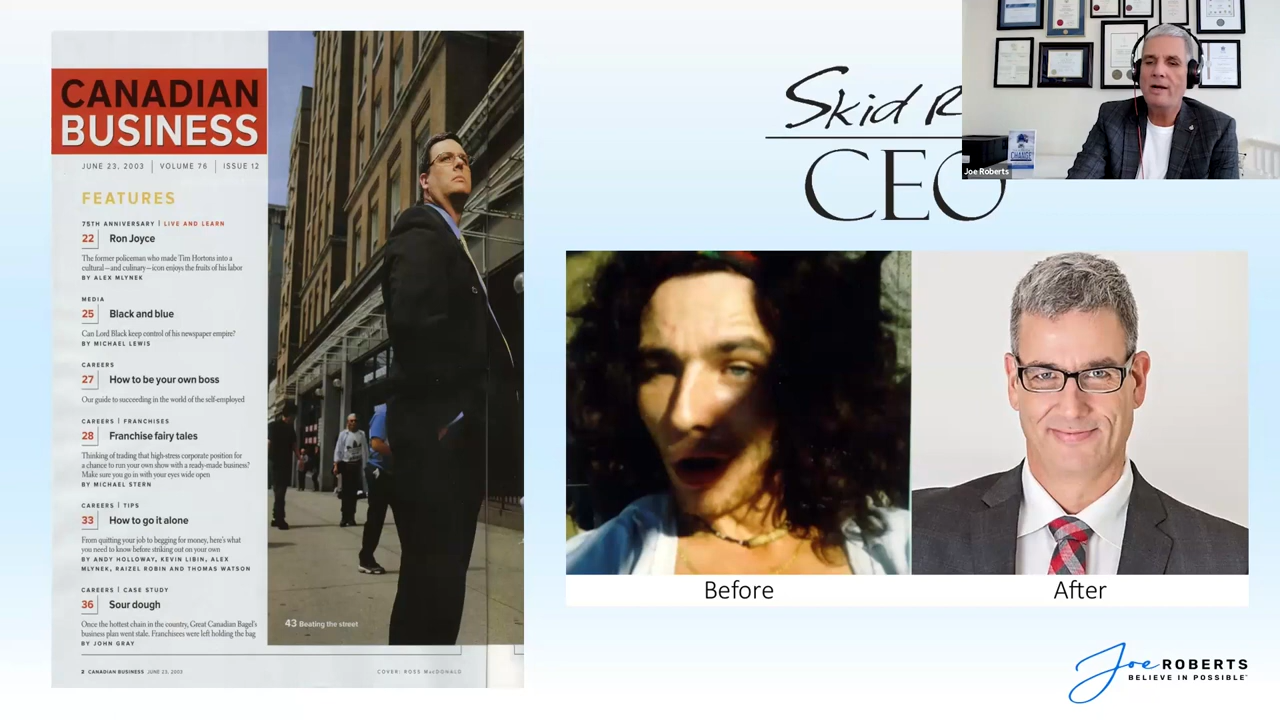 CANADIAN
BUSINESS
JUNE 23, 2003 | VOLUME 76 | ISSUE 12
FEATURES
75TH ANNIVERSARY | LIVE AND LEARN
22 Ron Joyce
The former policeman who made Tim Hortons into a
cultural—and culinary—icon enjoys the fruits of his labor
BY ALEX MLYNEK
MEDIA
25 Black and blue
Can Lord Black keep control of his newspaper empire?
BY MICHAEL LEWIS
CAREERS
27 How to be your own boss
Our guide to succeeding in the world of the self-employed
CAREERS | FRANCHISES
28 Franchise fairy tales
Thinking of trading that high-stress corporate position for
a chance to run your own show with a ready-made business?
Make sure you go in with your eyes wide open
BY MICHAEL STERN
CAREERS | TIPS
33 How to go it alone
From quitting your job to begging for money, here's what
you need to know before striking out on your own
BY ANDY HOLLOWAY, KEVIN LIBIN, ALEX
MLYNEK, RAIZEL ROBIN AND THOMAS WATSON
CAREERS | CASE STUDY
36 Sour dough
Once the hottest chain in the country, Great Canadian Bagel's
business plan went stale. Franchisees were left holding the bag
BY JOHN GRAY
2 CANADIAN BUSINESS JUNE 23, 2003
COVER: ROSS MacDONALD
43 Beating the street
Skid R
CEO
CHANGE
Joe Roberts
Before
After
Joe ROBERTS
BELIEVE IN POSSIBLE